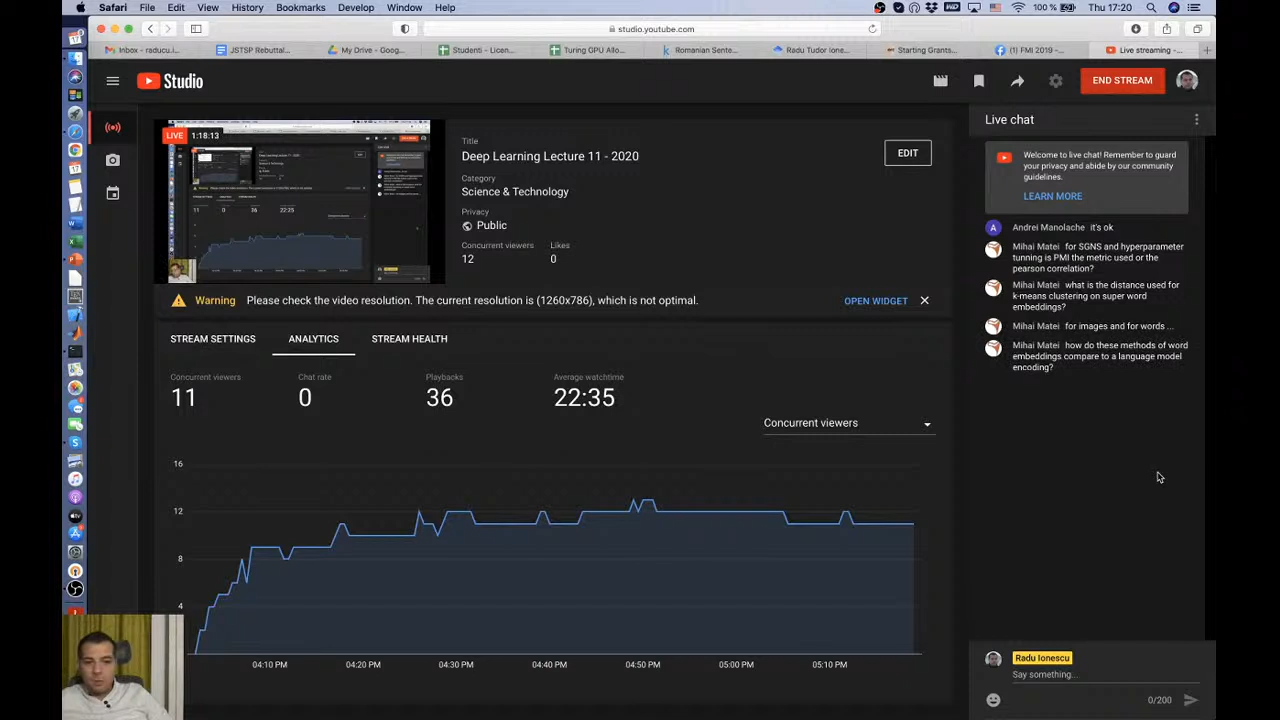 Safari File Edit View History Bookmarks Develop Window Help 100 % Thu 17:20
studio.youtube.com
Inbox - raducu.i... JSTSP Rebuttal... My Drive - Goog... Studenti - Licen... Turing GPU Allo... Romanian Sente... Radu Tudor Ione... Starting Grants... (1) FMI 2019 -... Live streaming -...
Studio END STREAM
LIVE 1:18:13
Title
Deep Learning Lecture 11 - 2020
EDIT
Category
Science & Technology
Privacy
Public
Concurrent viewers Likes
12 0
Warning Please check the video resolution. The current resolution is (1260x786), which is not optimal. OPEN WIDGET
STREAM SETTINGS ANALYTICS STREAM HEALTH
Concurrent viewers Chat rate Playbacks Average watchtime
11 0 36 22:35
Concurrent viewers
16
12
8
4
04:10 PM 04:20 PM 04:30 PM 04:40 PM 04:50 PM 05:00 PM 05:10 PM
Live chat
Welcome to live chat! Remember to guard
your privacy and abide by our community
guidelines.
LEARN MORE
A Andrei Manolache it's ok
Mihai Matei for SGNS and hyperparameter
tunning is PMI the metric used or the
pearson correlation?
Mihai Matei what is the distance used for
k-means clustering on super word
embeddings?
Mihai Matei for images and for words ...
Mihai Matei how do these methods of word
embeddings compare to a language model
encoding?
Radu Ionescu
Say something...
0/200